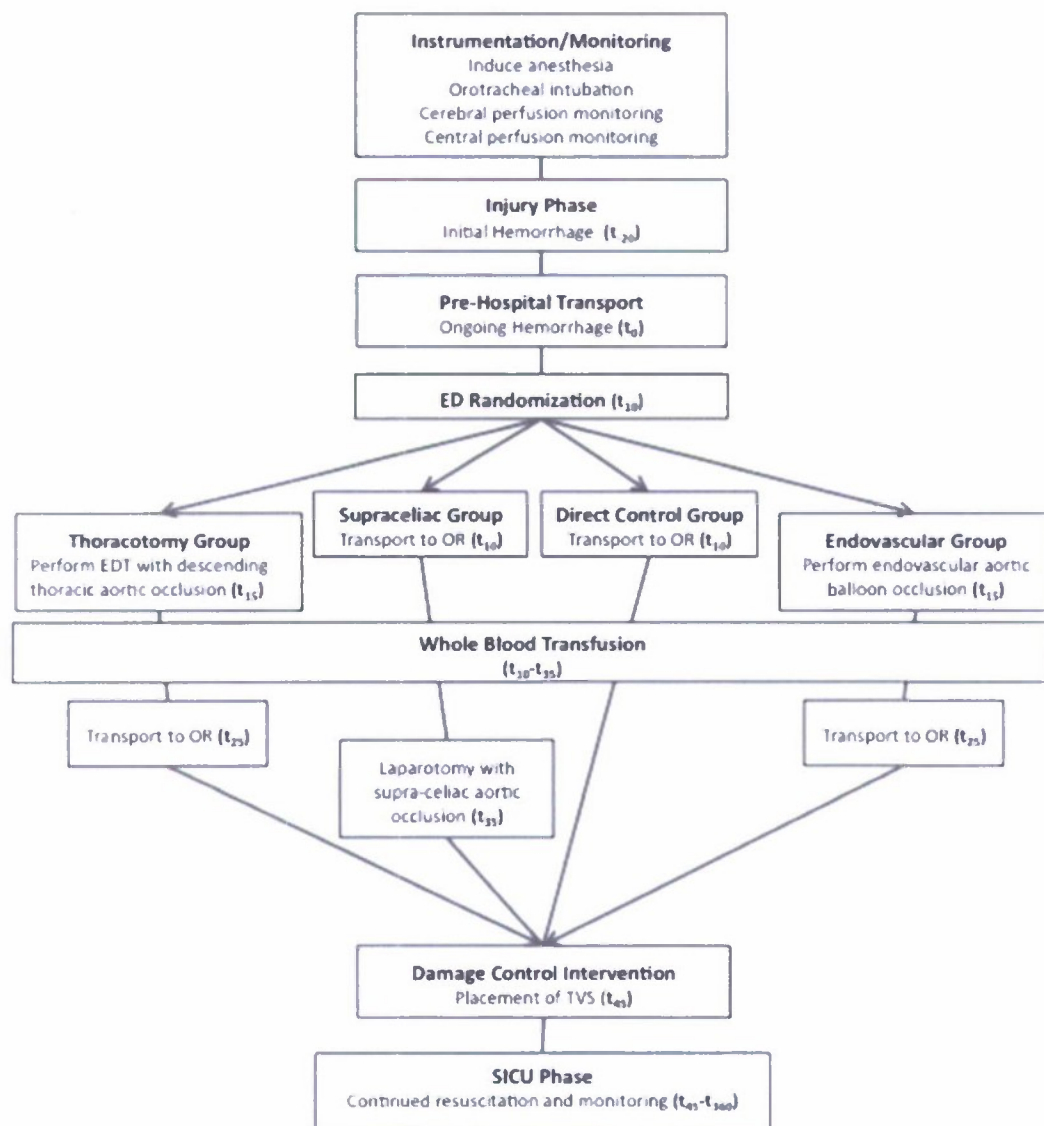 Instrumentation/Monitoring
Induce anesthesia
Orotracheal intubation
Cerebral perfusion monitoring
Central perfusion monitoring
Injury Phase
Initial Hemorrhage (t-20)
Pre-Hospital Transport
Ongoing Hemorrhage (t0)
ED Randomization (t10)
Thoracotomy Group
Perform EDT with descending
thoracic aortic occlusion (t15)
Supraceliac Group
Transport to OR (t10)
Direct Control Group
Transport to OR (t10)
Endovascular Group
Perform endovascular aortic
balloon occlusion (t15)
Whole Blood Transfusion
(t10-t35)
Transport to OR (t25)
Laparotomy with
supra-celiac aortic
occlusion (t35)
Transport to OR (t25)
Damage Control Intervention
Placement of TVS (t45)
SICU Phase
Continued resuscitation and monitoring (t45-t360)